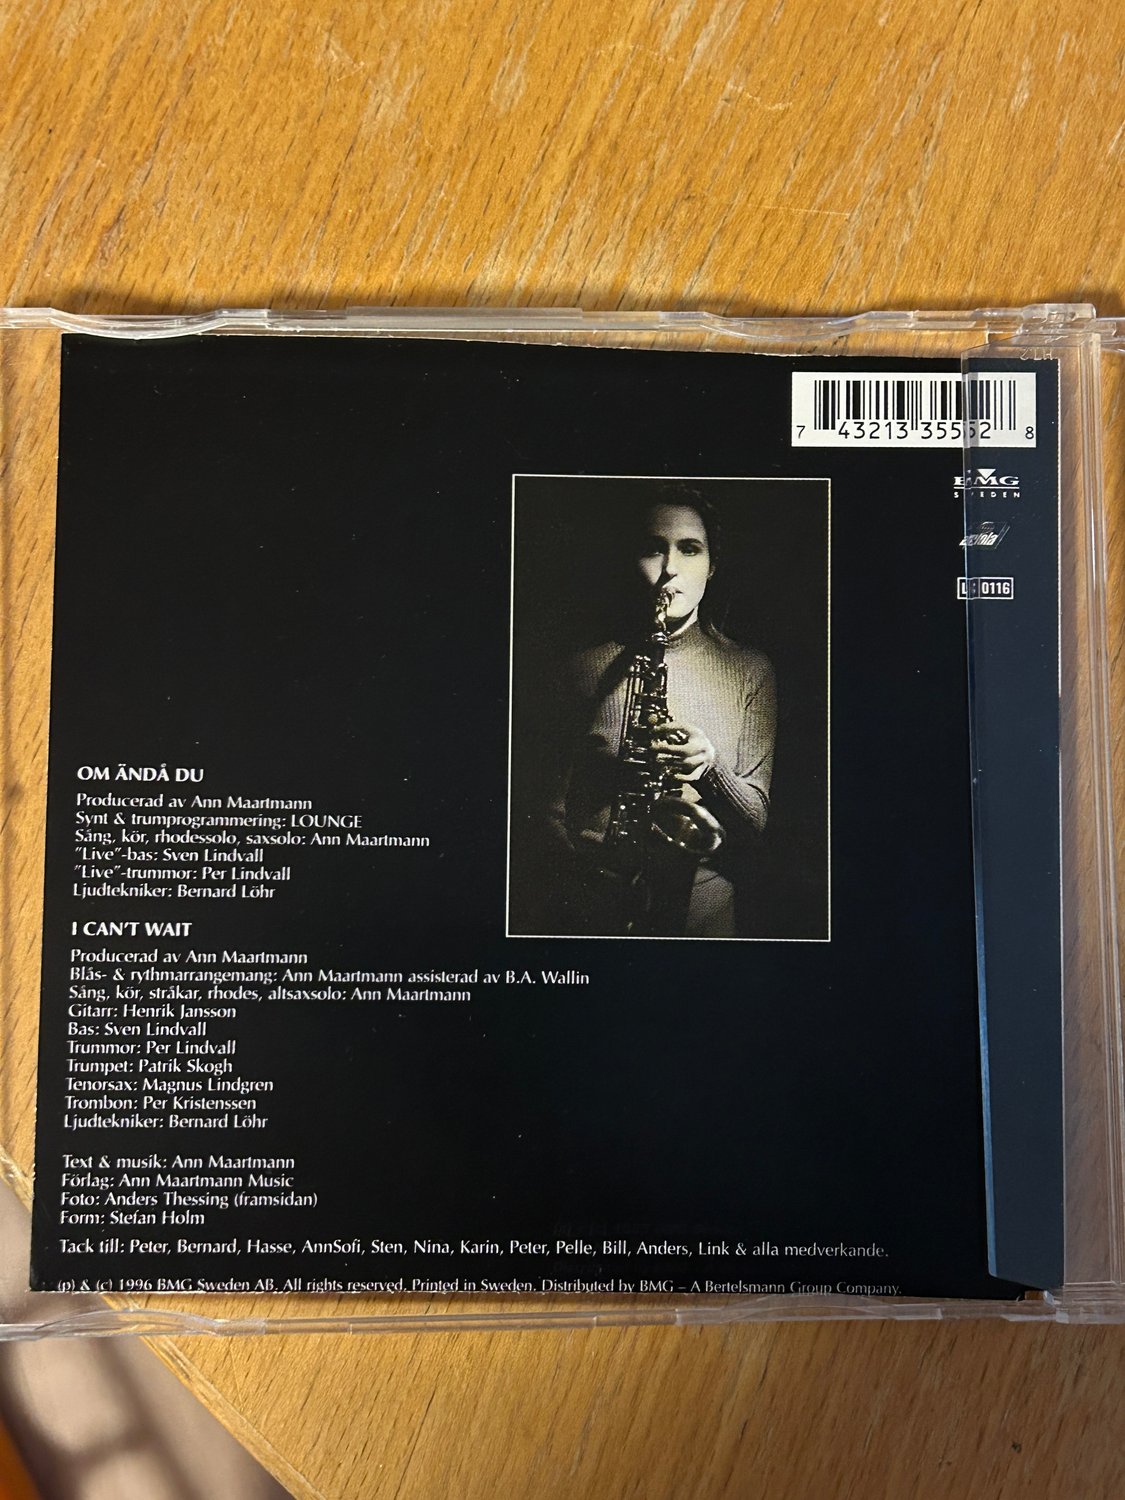 7 43213 35552 8
BMG
SWEDEN
ariola
LC 0116
OM ÄNDÅ DU
Producerad av Ann Maartmann
Synt & trumprogrammering: LOUNGE
Sång, kör, rhodessolo, saxsolo: Ann Maartmann
"Live"-bas: Sven Lindvall
"Live"-trummor: Per Lindvall
Ljudtekniker: Bernard Löhr
I CAN'T WAIT
Producerad av Ann Maartmann
Blås- & rythmarrangemang: Ann Maartmann assisterad av B.A. Wallin
Sång, kör, stråkar, rhodes, altsaxsolo: Ann Maartmann
Gitarr: Henrik Jansson
Bas: Sven Lindvall
Trummor: Per Lindvall
Trumpet: Patrik Skogh
Tenorsax: Magnus Lindgren
Trombon: Per Kristenssen
Ljudtekniker: Bernard Löhr
Text & musik: Ann Maartmann
Förlag: Ann Maartmann Music
Foto: Anders Thessing (framsidan)
Form: Stefan Holm
Tack till: Peter, Bernard, Hasse, AnnSofi, Sten, Nina, Karin, Peter, Pelle, Bill, Anders, Link & alla medverkande.
(p) & (c) 1996 BMG Sweden AB. All rights reserved. Printed in Sweden. Distributed by BMG – A Bertelsmann Group Company.